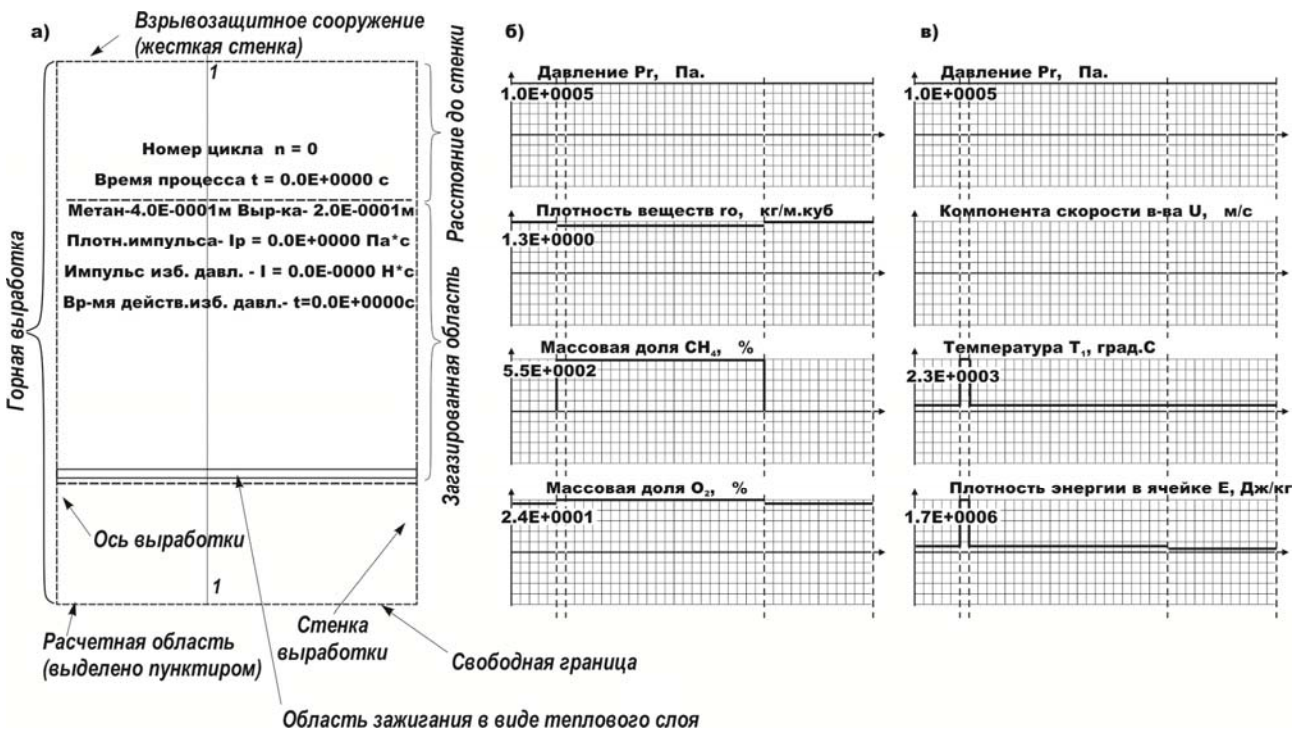 а)
Взрывозащитное сооружение
(жесткая стенка)
1
Номер цикла n = 0
Время процесса t = 0.0E+0000 с
Метан-4.0E-0001м Выр-ка- 2.0E-0001м
Плотн.импульса- Ip = 0.0E+0000 Па*с
Импульс изб. давл. - I = 0.0E-0000 Н*с
Вр-мя действ.изб. давл.- t=0.0E+0000с
Горная выработка
Расстояние до стенки
Загазированная область
Ось выработки
1
Стенка
выработки
Расчетная область
(выделено пунктиром)
Свободная граница
Область зажигания в виде теплового слоя
б)
Давление Pr, Па.
1.0E+0005
Плотность веществ ro, кг/м.куб
1.3E+0000
Массовая доля CH₄, %
5.5E+0002
Массовая доля O₂, %
2.4E+0001
в)
Давление Pr, Па.
1.0E+0005
Компонента скорости в-ва U, м/с
Температура T₁, град.С
2.3E+0003
Плотность энергии в ячейке E, Дж/кг
1.7E+0006